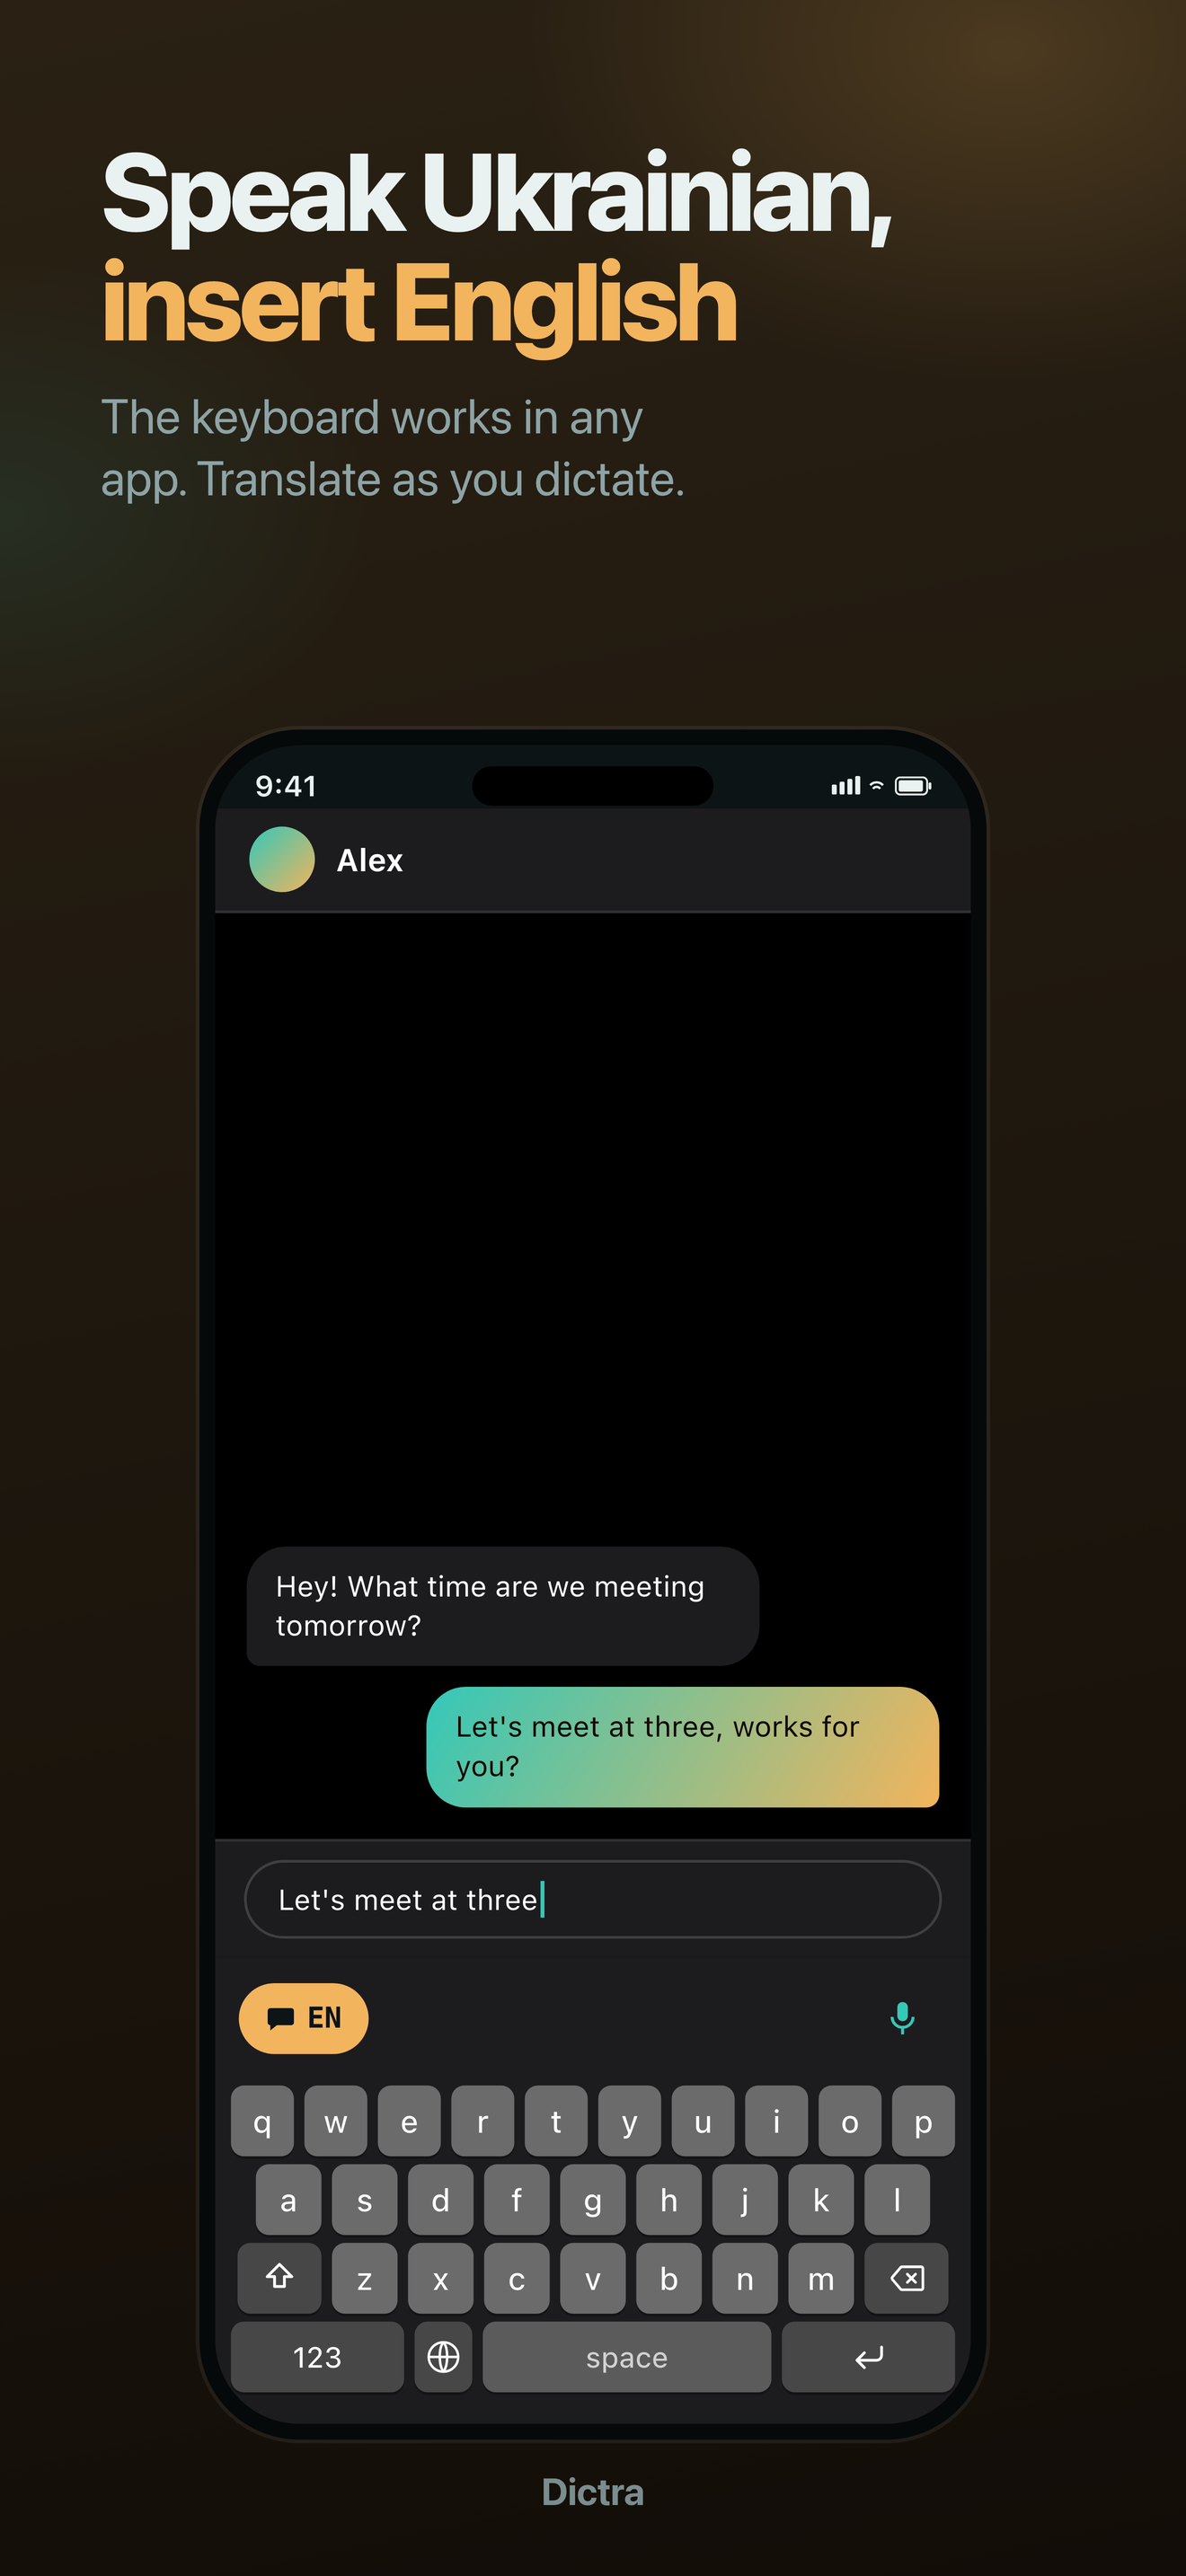 Speak Ukrainian,
insert English
The keyboard works in any
app. Translate as you dictate.
9:41
Alex
Hey! What time are we meeting
tomorrow?
Let's meet at three, works for
you?
Let's meet at three
EN
q w e r t y u i o p
a s d f g h j k l
z x c v b n m
123 space
Dictra